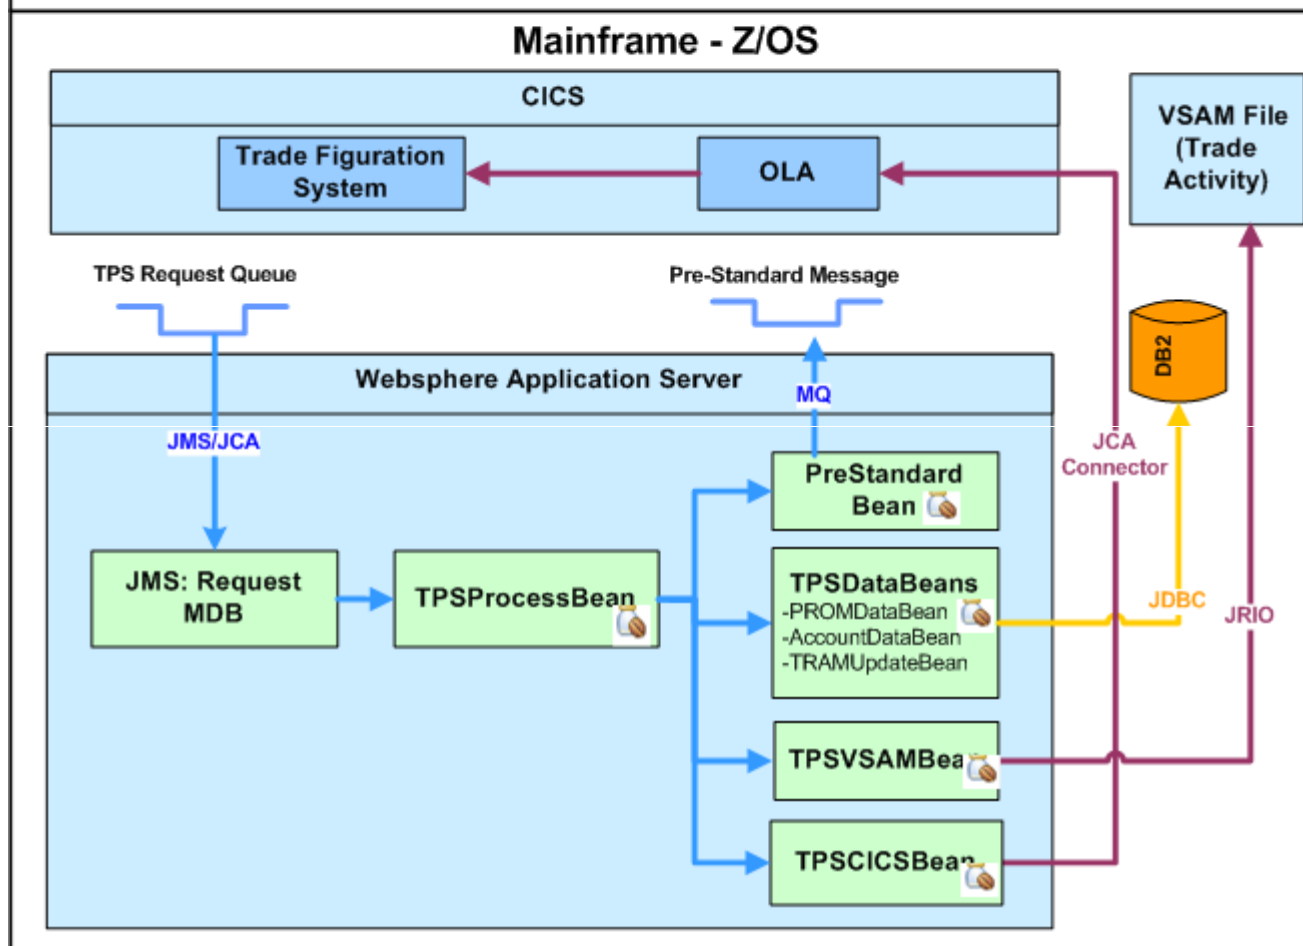 Mainframe - Z/OS
CICS
Trade Figuration
System
OLA
VSAM File
(Trade
Activity)
TPS Request Queue
Pre-Standard Message
DB2
Websphere Application Server
MQ
JMS/JCA
JCA
Connector
PreStandard
Bean
JMS: Request
MDB
TPSProcessBean
TPSDataBeans
-PROMDataBean
-AccountDataBean
-TRAMUpdateBean
JDBC
JRIO
TPSVSAMBea
TPSCICSBean